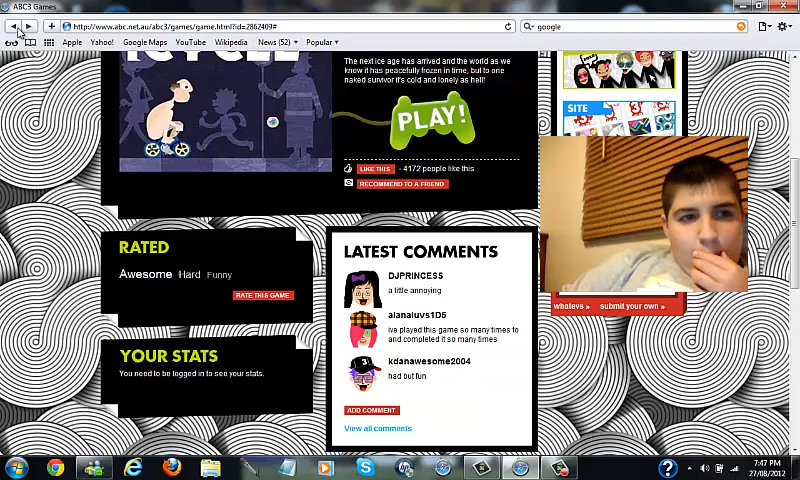 ABC3 Games
http://www.abc.net.au/abc3/games/game.html?id=2862409#
google
Apple Yahoo! Google Maps YouTube Wikipedia News (52) Popular
ICYCLE
The next ice age has arrived and the world as we
know it has peacefully frozen in time, but to one
naked survivor it's cold and lonely as hell!
PLAY!
LIKE THIS - 4172 people like this
RECOMMEND TO A FRIEND
SITE
RATED
Awesome Hard Funny
RATE THIS GAME
YOUR STATS
You need to be logged in to see your stats.
LATEST COMMENTS
DJPRINCESS
a little annoying
alanaluvs1D5
ive played this game so many times to
and completed it so many times
kdanawesome2004
had but fun
ADD COMMENT
View all comments
whatevs » submit your own »
7:47 PM
27/08/2012